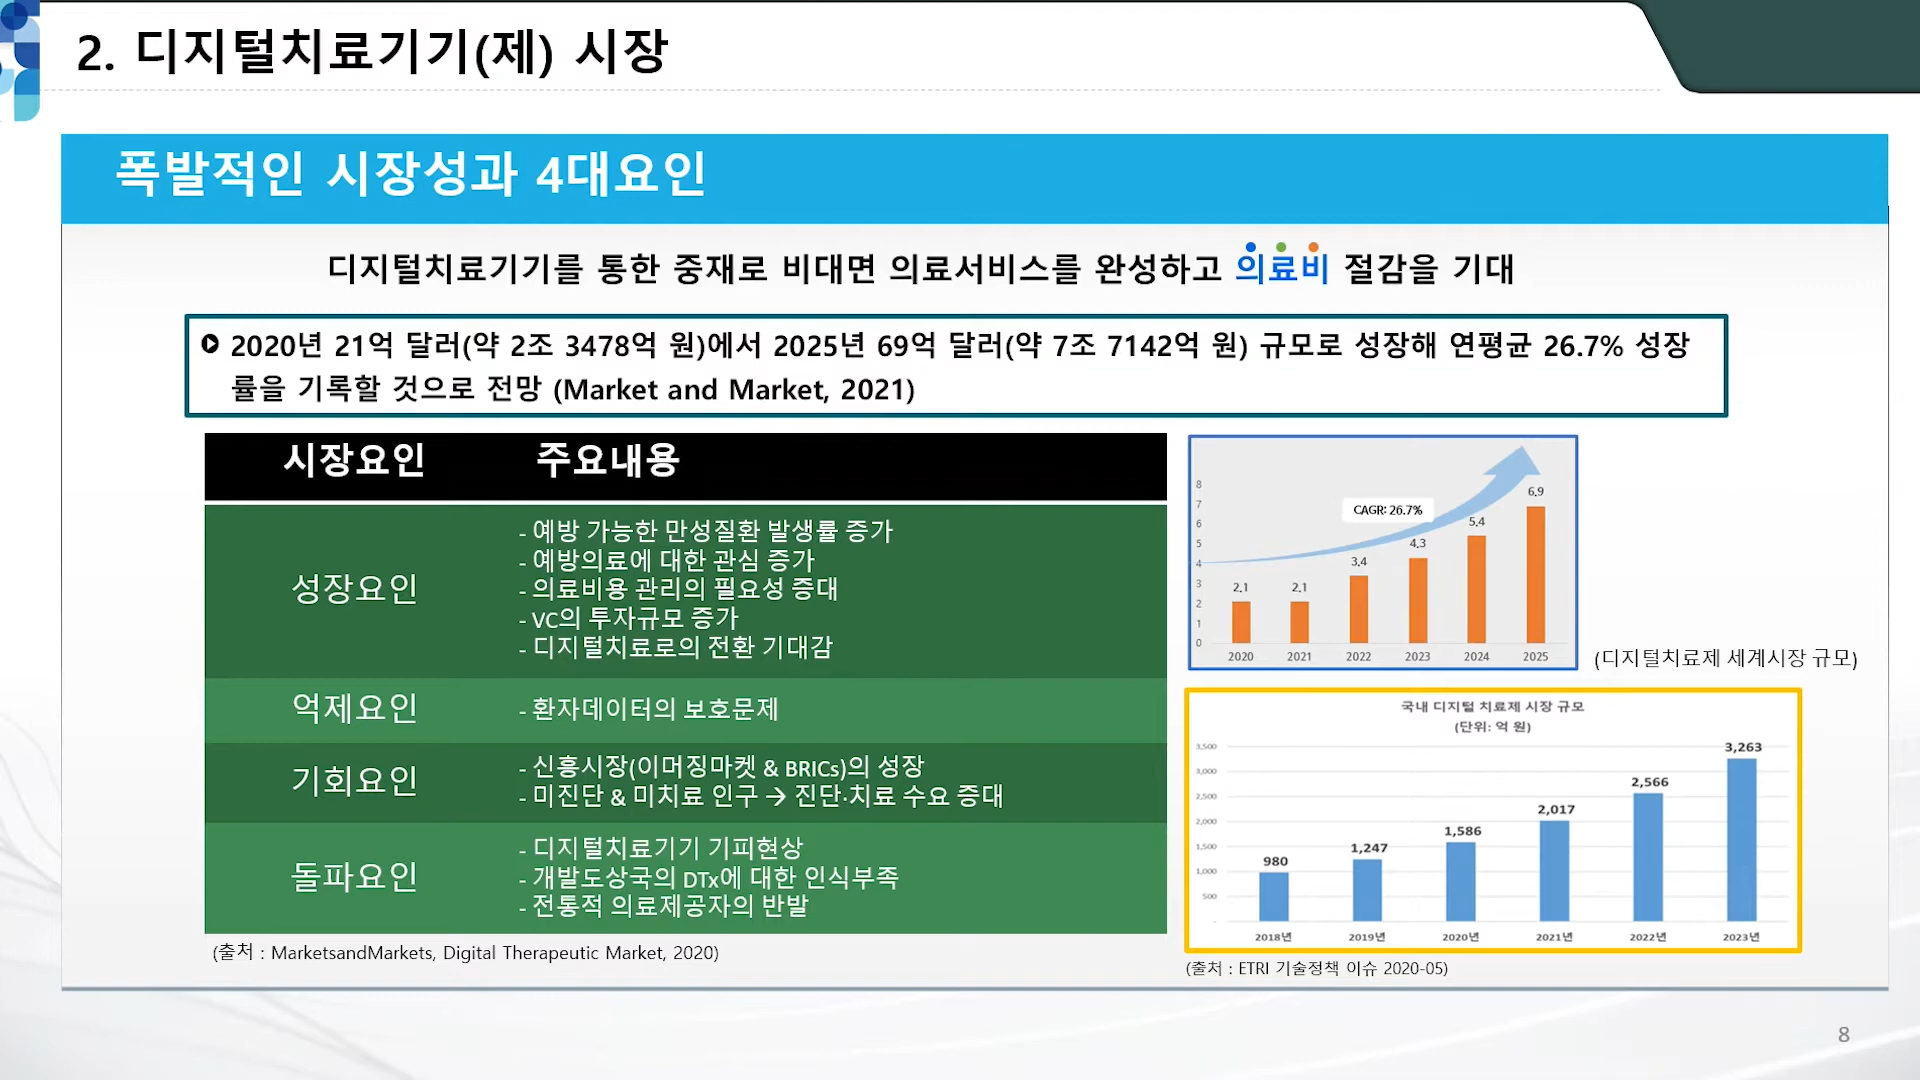 2. 디지털치료기기(제) 시장
폭발적인 시장성과 4대요인
디지털치료기기를 통한 중재로 비대면 의료서비스를 완성하고 의료비 절감을 기대
2020년 21억 달러(약 2조 3478억 원)에서 2025년 69억 달러(약 7조 7142억 원) 규모로 성장해 연평균 26.7% 성장
률을 기록할 것으로 전망 (Market and Market, 2021)
시장요인 주요내용
성장요인
- 예방 가능한 만성질환 발생률 증가
- 예방의료에 대한 관심 증가
- 의료비용 관리의 필요성 증대
- VC의 투자규모 증가
- 디지털치료로의 전환 기대감
억제요인
- 환자데이터의 보호문제
기회요인
- 신흥시장(이머징마켓 & BRICs)의 성장
- 미진단 & 미치료 인구 → 진단·치료 수요 증대
돌파요인
- 디지털치료기기 기피현상
- 개발도상국의 DTx에 대한 인식부족
- 전통적 의료제공자의 반발
(출처 : MarketsandMarkets, Digital Therapeutic Market, 2020)
CAGR: 26.7%
8
7
6
5
4
3
2
1
0
2.1 2.1 3.4 4.3 5.4 6.9
2020 2021 2022 2023 2024 2025
(디지털치료제 세계시장 규모)
국내 디지털 치료제 시장 규모
(단위: 억 원)
3,500
3,000
2,500
2,000
1,500
1,000
500
-
980 1,247 1,586 2,017 2,566 3,263
2018년 2019년 2020년 2021년 2022년 2023년
(출처 : ETRI 기술정책 이슈 2020-05)
8